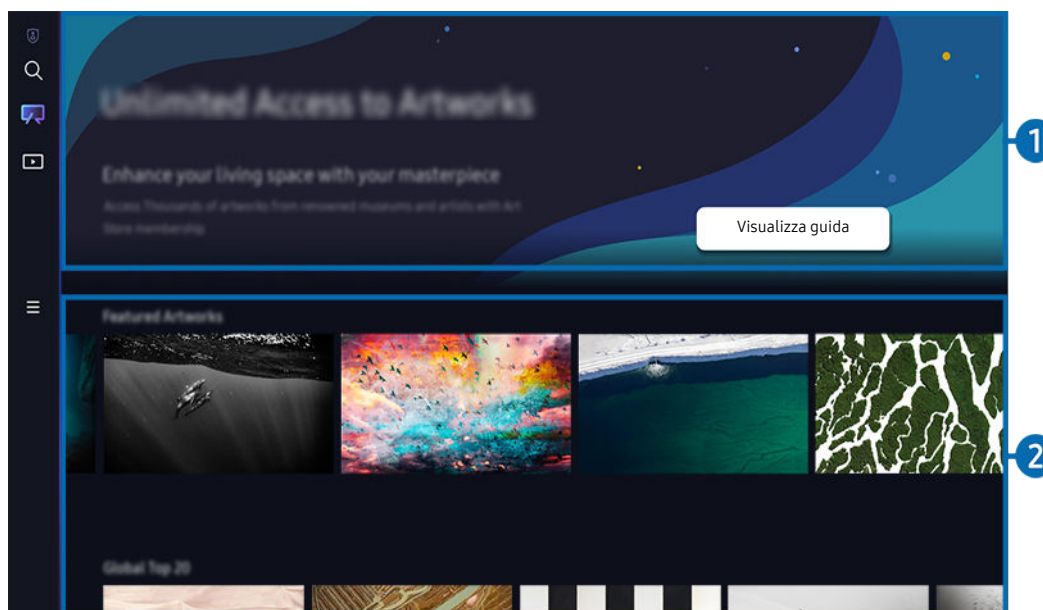 Unlimited Access to Artworks
Enhance your living space with your masterpiece
Access Thousands of artworks from renowned museums and artists with Art
Store membership
Visualizza guida
1
Featured Artworks
2
Global Top 20